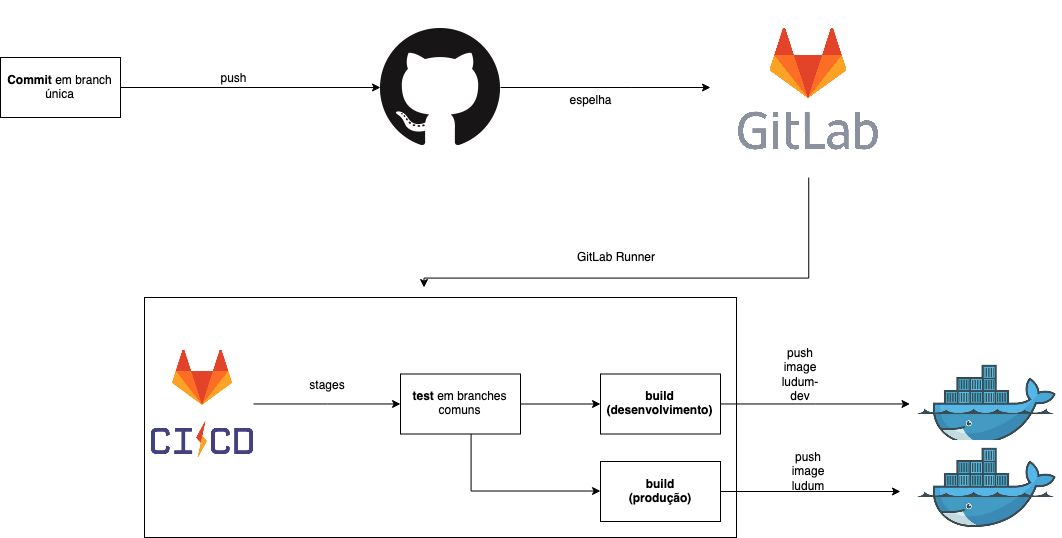 Commit em branch
única
push
espelha
GitLab
GitLab Runner
CI/CD
stages
test em branches
comuns
build
(desenvolvimento)
push
image
ludum-
dev
build
(produção)
push
image
ludum